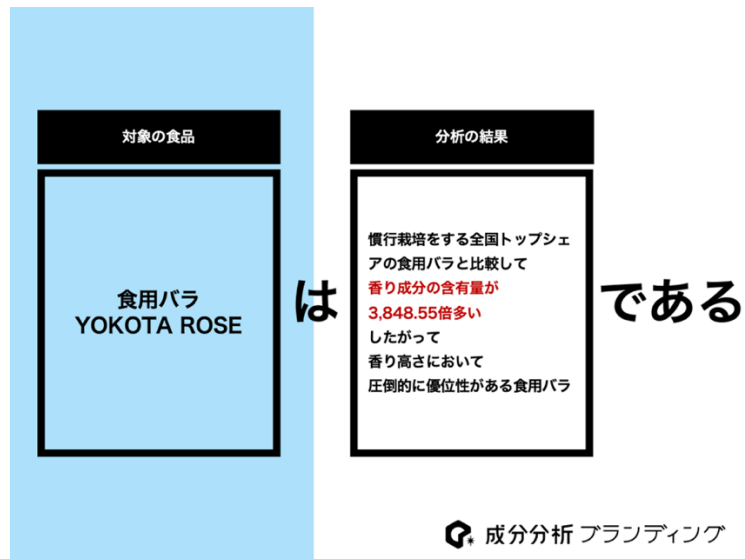 対象の食品
食用バラ
YOKOTA ROSE
は
分析の結果
慣行栽培をする全国トップシェ
アの食用バラと比較して
香り成分の含有量が
3,848.55倍多い
したがって
香り高さにおいて
圧倒的に優位性がある食用バラ
である
成分分析 ブランディング